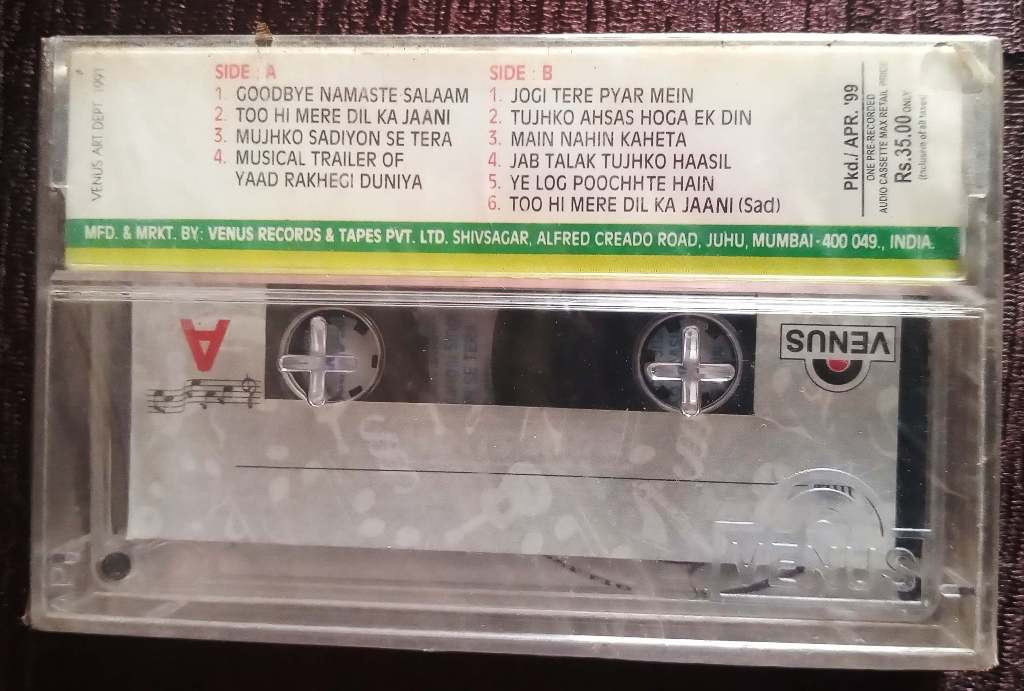 VENUS ART DEPT. 1991
SIDE : A
1. GOODBYE NAMASTE SALAAM
2. TOO HI MERE DIL KA JAANI
3. MUJHKO SADIYON SE TERA
4. MUSICAL TRAILER OF
YAAD RAKHEGI DUNIYA
SIDE : B
1. JOGI TERE PYAR MEIN
2. TUJHKO AHSAS HOGA EK DIN
3. MAIN NAHIN KAHETA
4. JAB TALAK TUJHKO HAASIL
5. YE LOG POOCHHTE HAIN
6. TOO HI MERE DIL KA JAANI (Sad)
Pkd./ APR. '99
ONE PRE-RECORDED
AUDIO CASSETTE MAX RETAIL PRICE
Rs.35.00 ONLY
(Inclusive of all taxes)
MFD. & MRKT. BY: VENUS RECORDS & TAPES PVT. LTD. SHIVSAGAR, ALFRED CREADO ROAD, JUHU, MUMBAI - 400 049., INDIA.
A
VENUS
VENUS